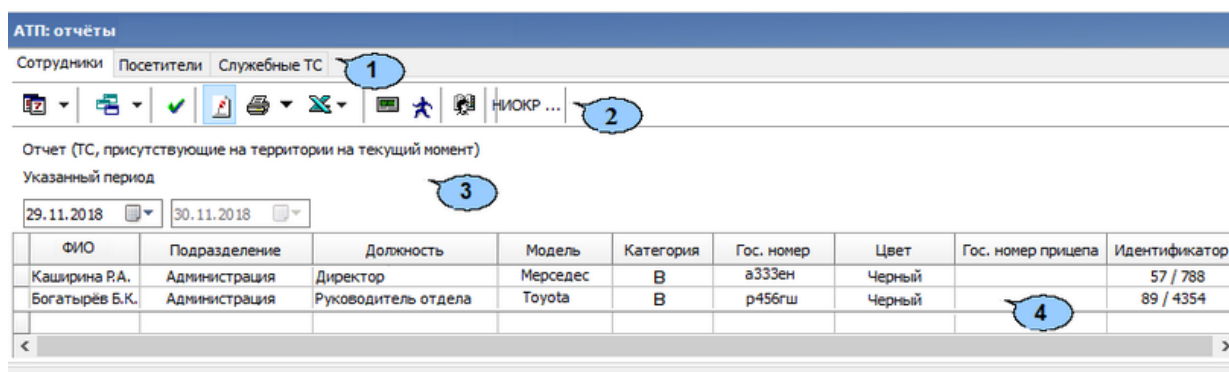 АТП: отчёты
Сотрудники Посетители Служебные ТС 1
НИОКР ... 2
Отчет (ТС, присутствующие на территории на текущий момент)
Указанный период 3
29.11.2018 30.11.2018
ФИО Подразделение Должность Модель Категория Гос. номер Цвет Гос. номер прицепа Идентификатор
Каширина Р.А. Администрация Директор Мерседес B а333ен Черный 57 / 788
Богатырёв Б.К. Администрация Руководитель отдела Toyota B р456гш Черный 89 / 4354
4